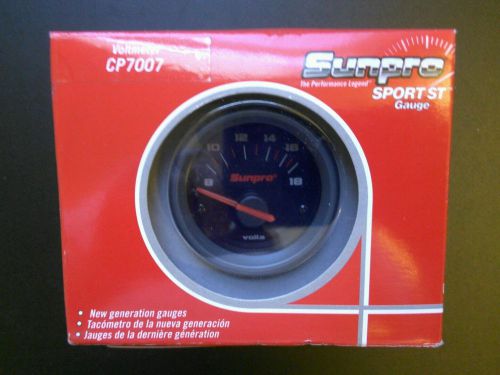 Voltmeter
CP7007
Sunpro
The Performance Legend
SPORT ST
Gauge
8 10 12 14 16 18
Sunpro
volts
• New generation gauges
• Tacómetro de la nueva generación
• Jauges de la dernière génération